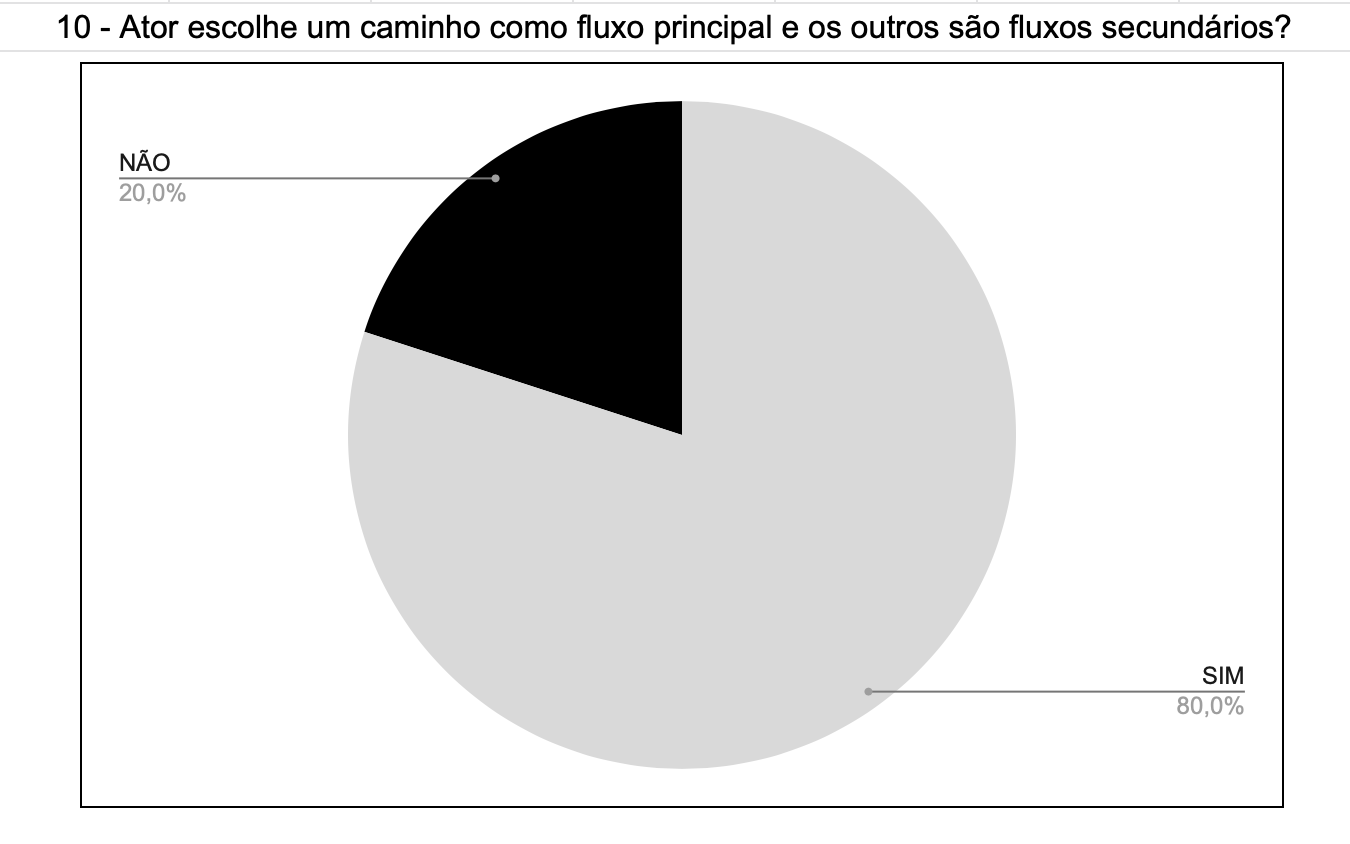 10 - Ator escolhe um caminho como fluxo principal e os outros são fluxos secundários?
NÃO
20,0%
SIM
80,0%